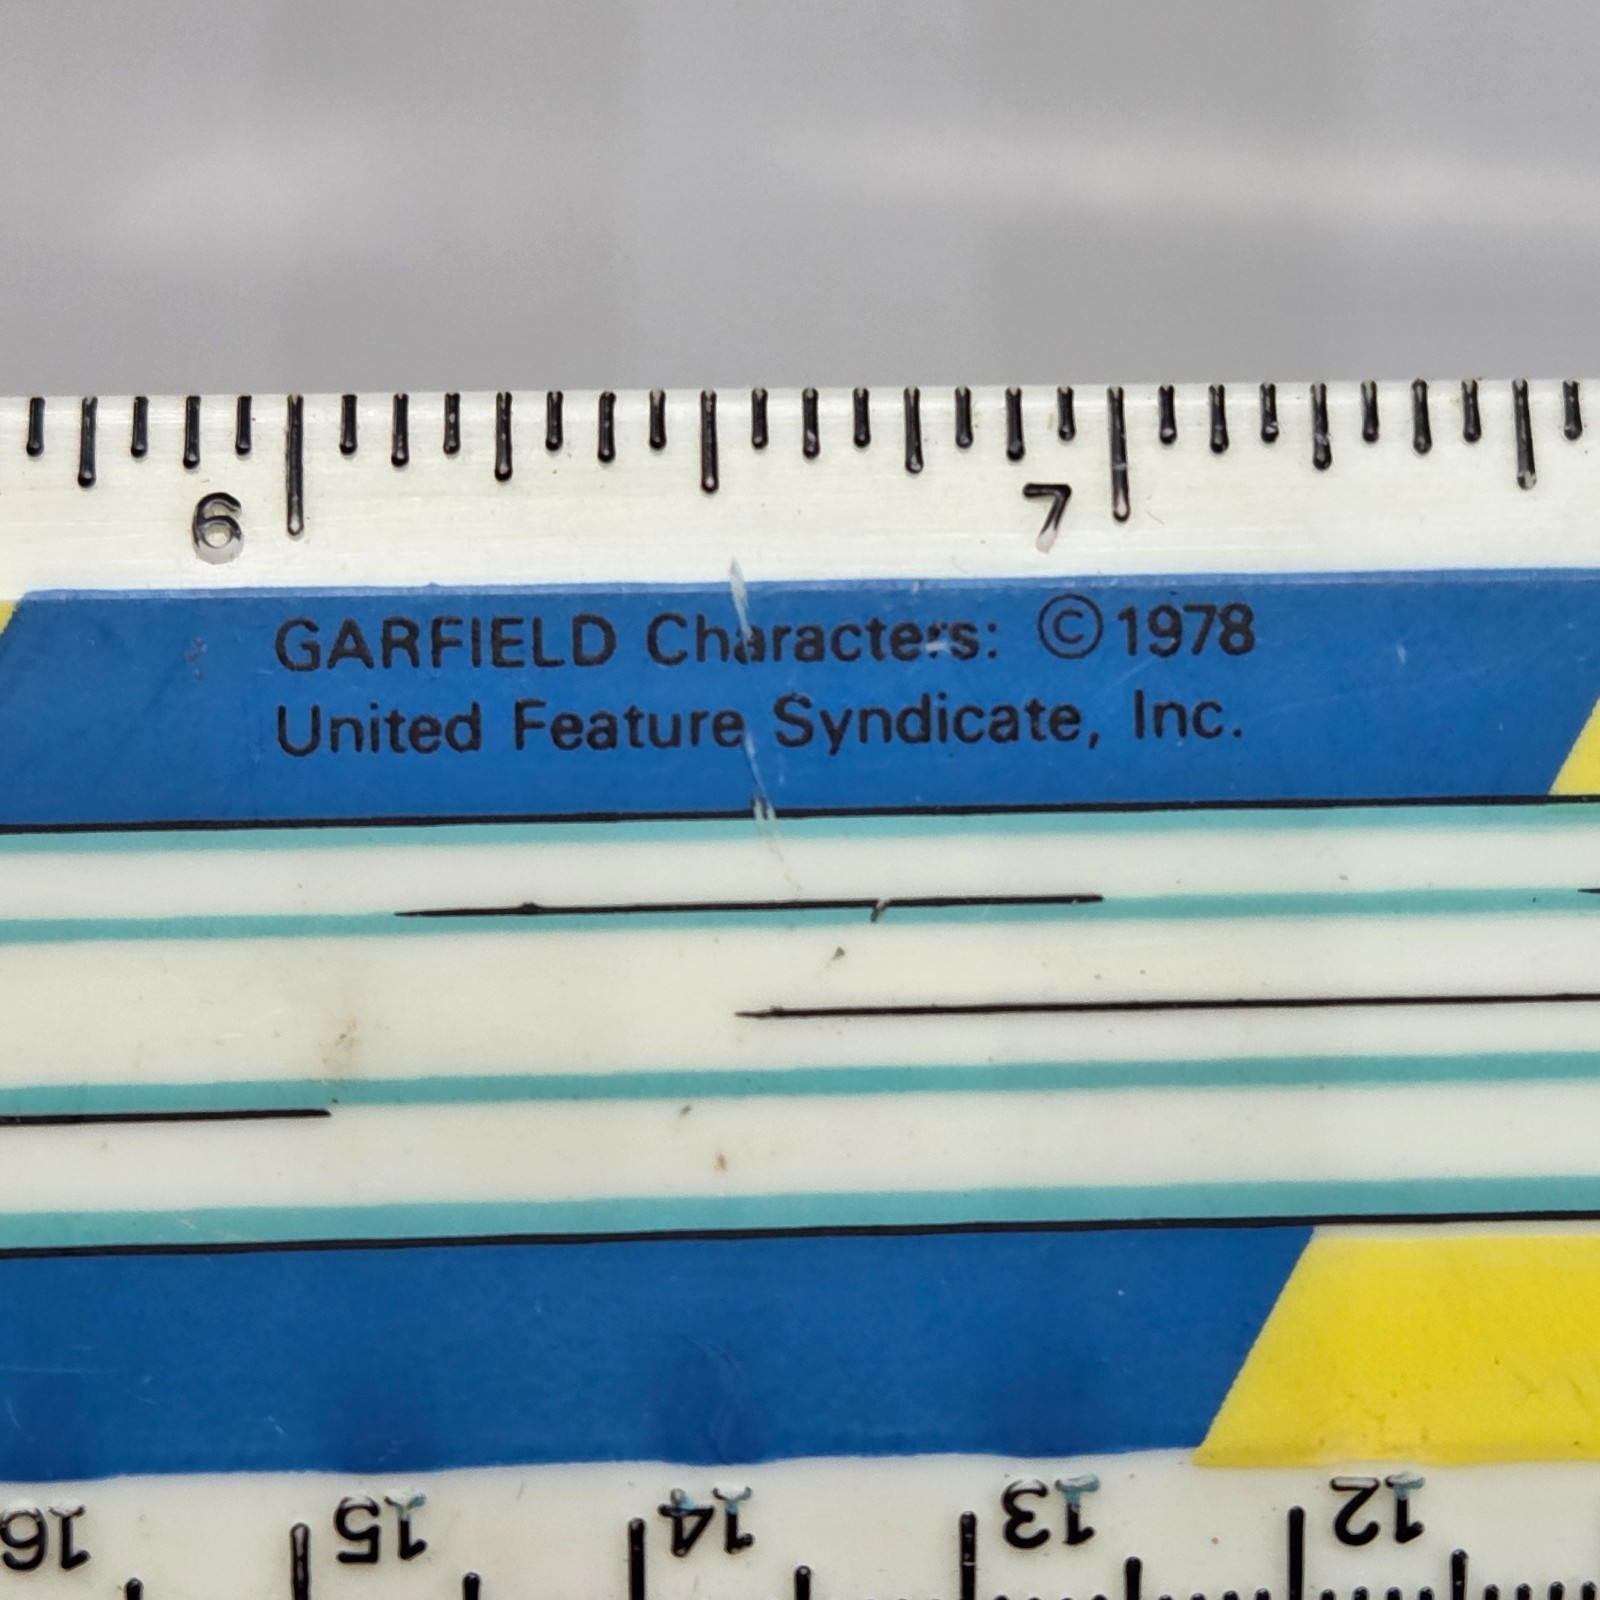 6 7
GARFIELD Characters: ©1978
United Feature Syndicate, Inc.
16 15 14 13 12